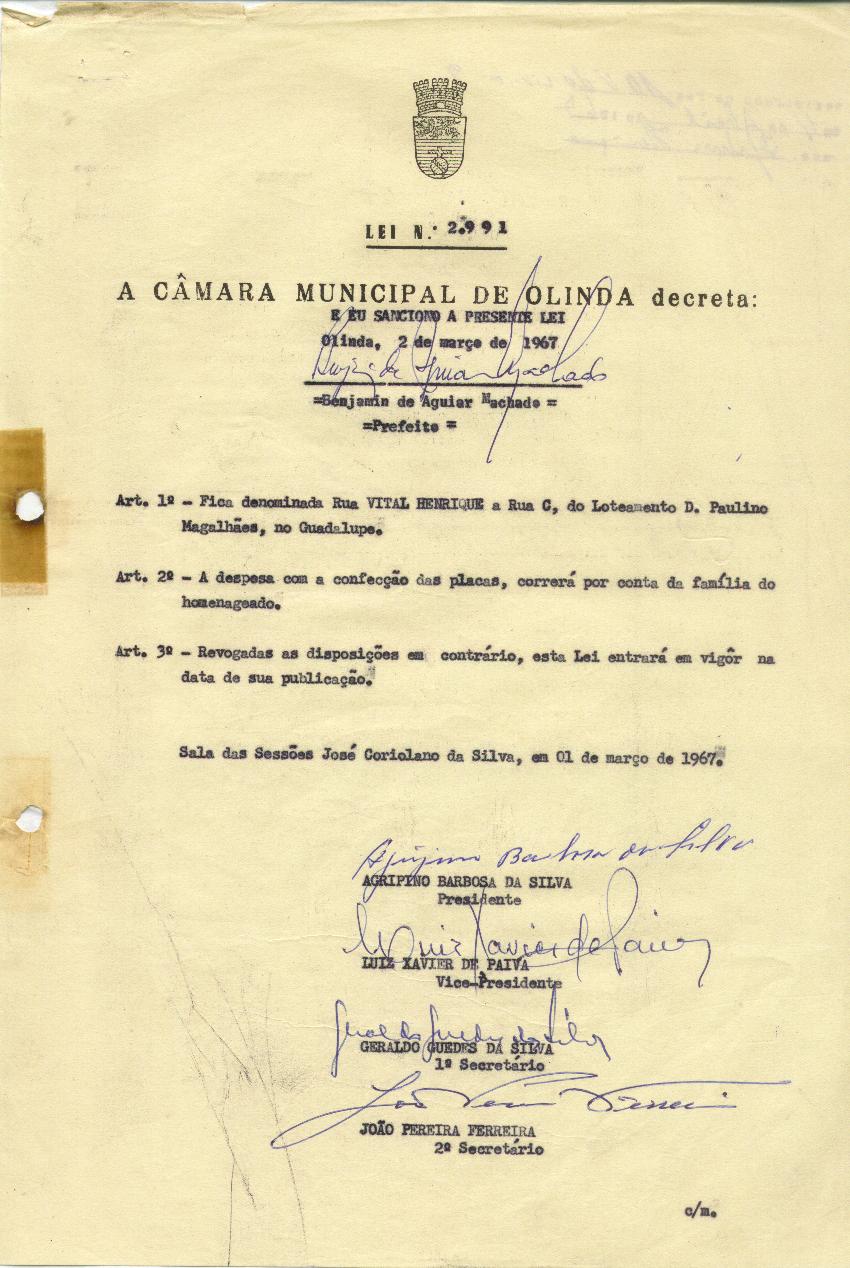 LEI N.º 2.991
A CÂMARA MUNICIPAL DE OLINDA decreta:
E EU SANCIONO A PRESENTE LEI
Olinda, 2 de março de 1967
Benjamin de Aguiar Machado
=Benjamin de Aguiar Machado =
=Prefeito =
Art. 1º - Fica denominada Rua VITAL HENRIQUE a Rua C, do Loteamento D. Paulino
Magalhães, no Guadalupe.
Art. 2º - A despesa com a confecção das placas, correrá por conta da família do
homenageado.
Art. 3º - Revogadas as disposições em contrário, esta Lei entrará em vigôr na
data de sua publicação.
Sala das Sessões José Coriolano da Silva, em 01 de março de 1967.
Agripino Barbosa da Silva
AGRIPINO BARBOSA DA SILVA
Presidente
Luiz Xavier de Paiva
LUIZ XAVIER DE PAIVA
Vice-Presidente
Geraldo Guedes da Silva
GERALDO GUEDES DA SILVA
1º Secretário
João Pereira Ferreira
JOÃO PEREIRA FERREIRA
2º Secretário
c/m.